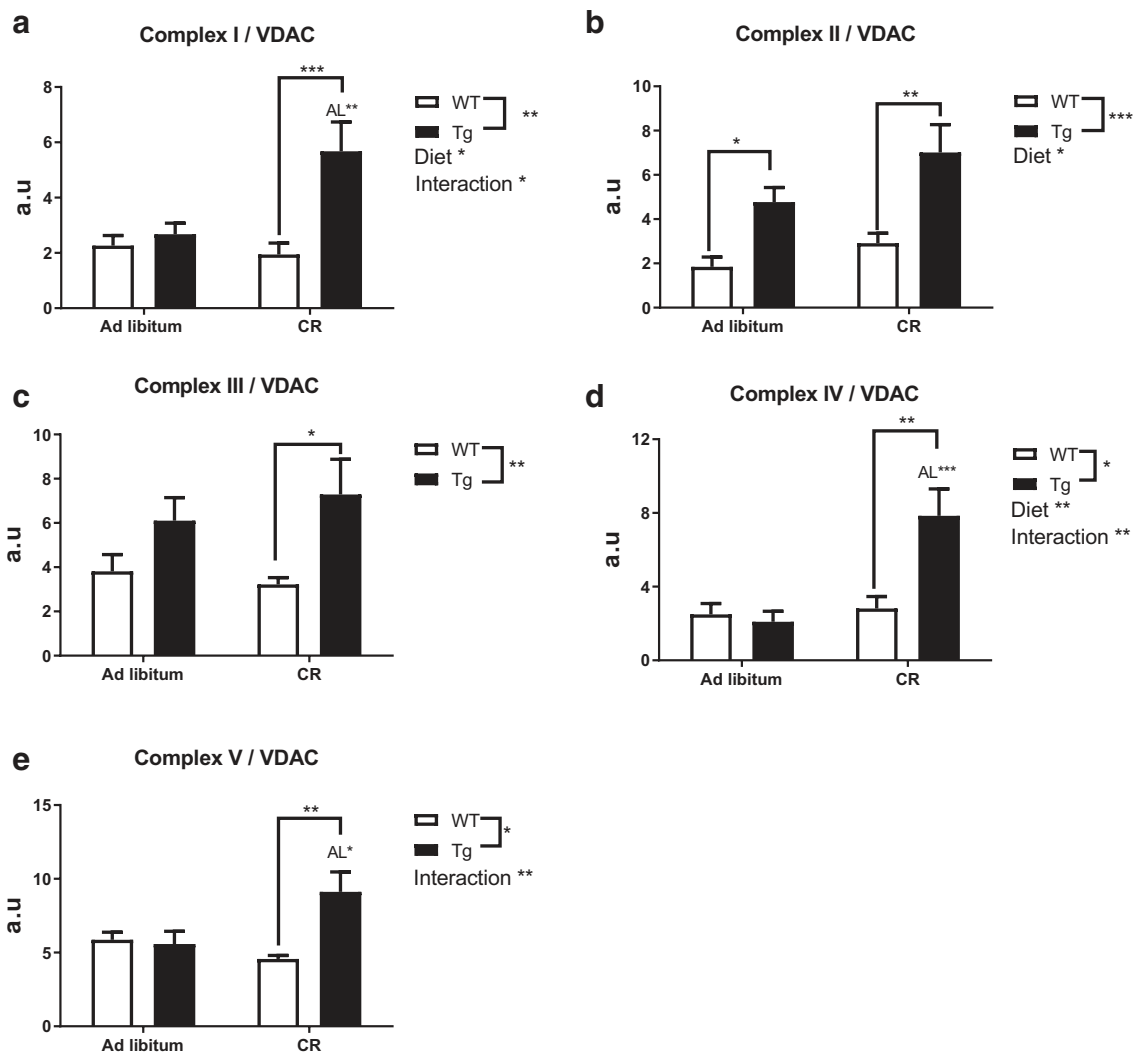 a
Complex I / VDAC
a.u
8
6
4
2
0
***
AL**
Ad libitum
CR
WT
Tg
**
Diet *
Interaction *
b
Complex II / VDAC
a.u
10
8
6
4
2
0
*
**
Ad libitum
CR
WT
Tg
***
Diet *
c
Complex III / VDAC
a.u
10
8
6
4
2
0
*
Ad libitum
CR
WT
Tg
**
d
Complex IV / VDAC
a.u
12
8
4
0
**
AL***
Ad libitum
CR
WT
Tg
*
Diet **
Interaction **
e
Complex V / VDAC
a.u
15
10
5
0
**
AL*
Ad libitum
CR
WT
Tg
*
Interaction **